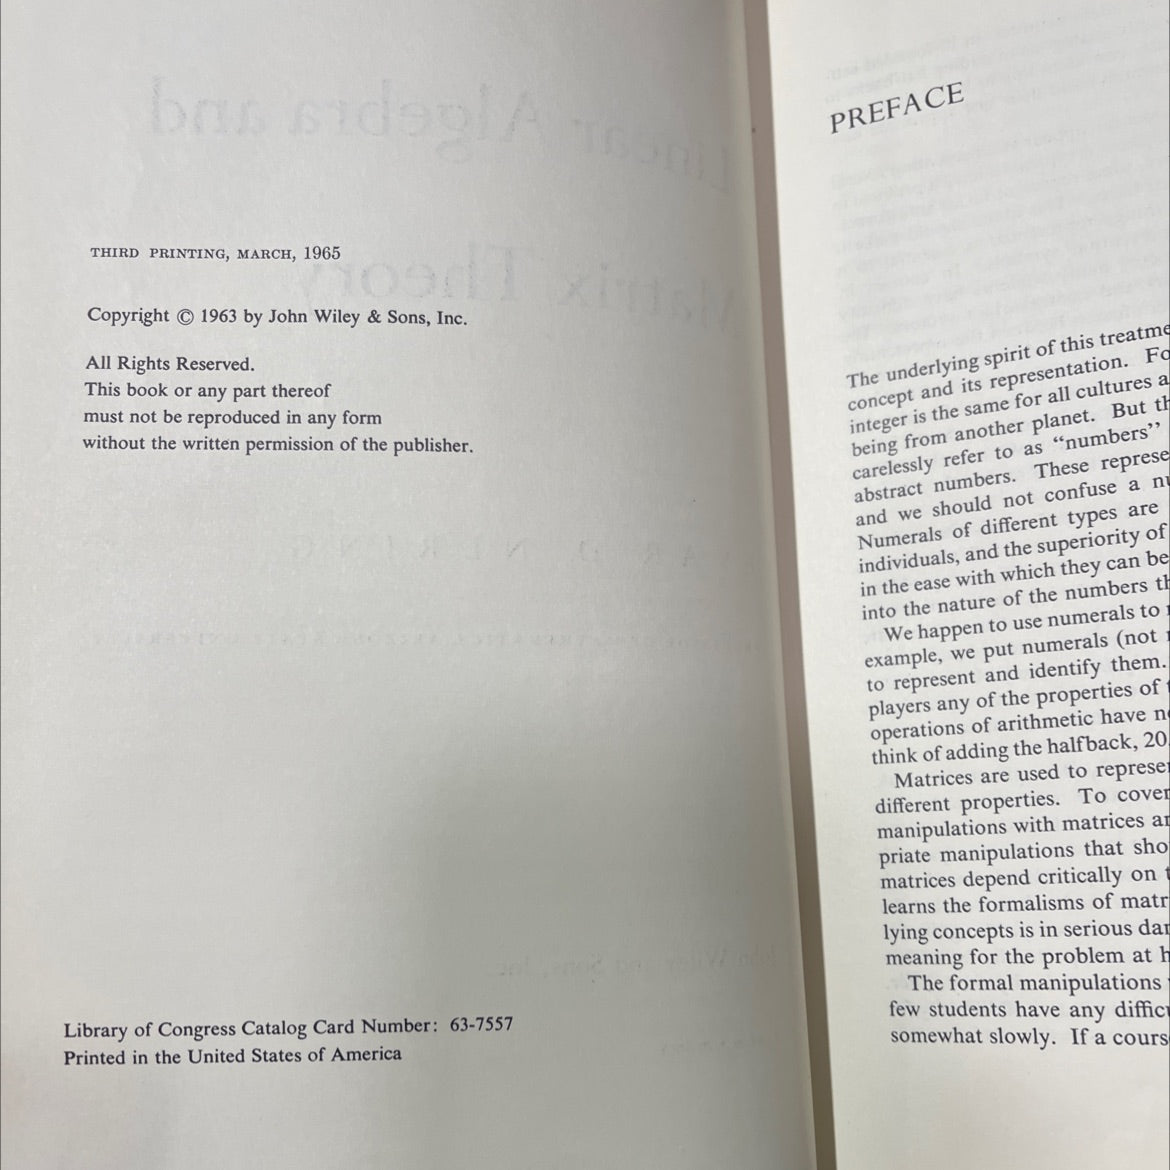 THIRD PRINTING, MARCH, 1965
Copyright © 1963 by John Wiley & Sons, Inc.
All Rights Reserved.
This book or any part thereof
must not be reproduced in any form
without the written permission of the publisher.
Library of Congress Catalog Card Number: 63-7557
Printed in the United States of America
PREFACE
The underlying spirit of this treatme
concept and its representation. Fo
integer is the same for all cultures a
being from another planet. But th
carelessly refer to as “numbers”
abstract numbers. These represe
and we should not confuse a nu
Numerals of different types are
individuals, and the superiority of
in the ease with which they can be
into the nature of the numbers th
We happen to use numerals to r
example, we put numerals (not r
to represent and identify them.
players any of the properties of t
operations of arithmetic have no
think of adding the halfback, 20
Matrices are used to represen
different properties. To cover
manipulations with matrices ar
priate manipulations that sho
matrices depend critically on t
learns the formalisms of matr
lying concepts is in serious dan
meaning for the problem at h
The formal manipulations
few students have any difficu
somewhat slowly. If a cours